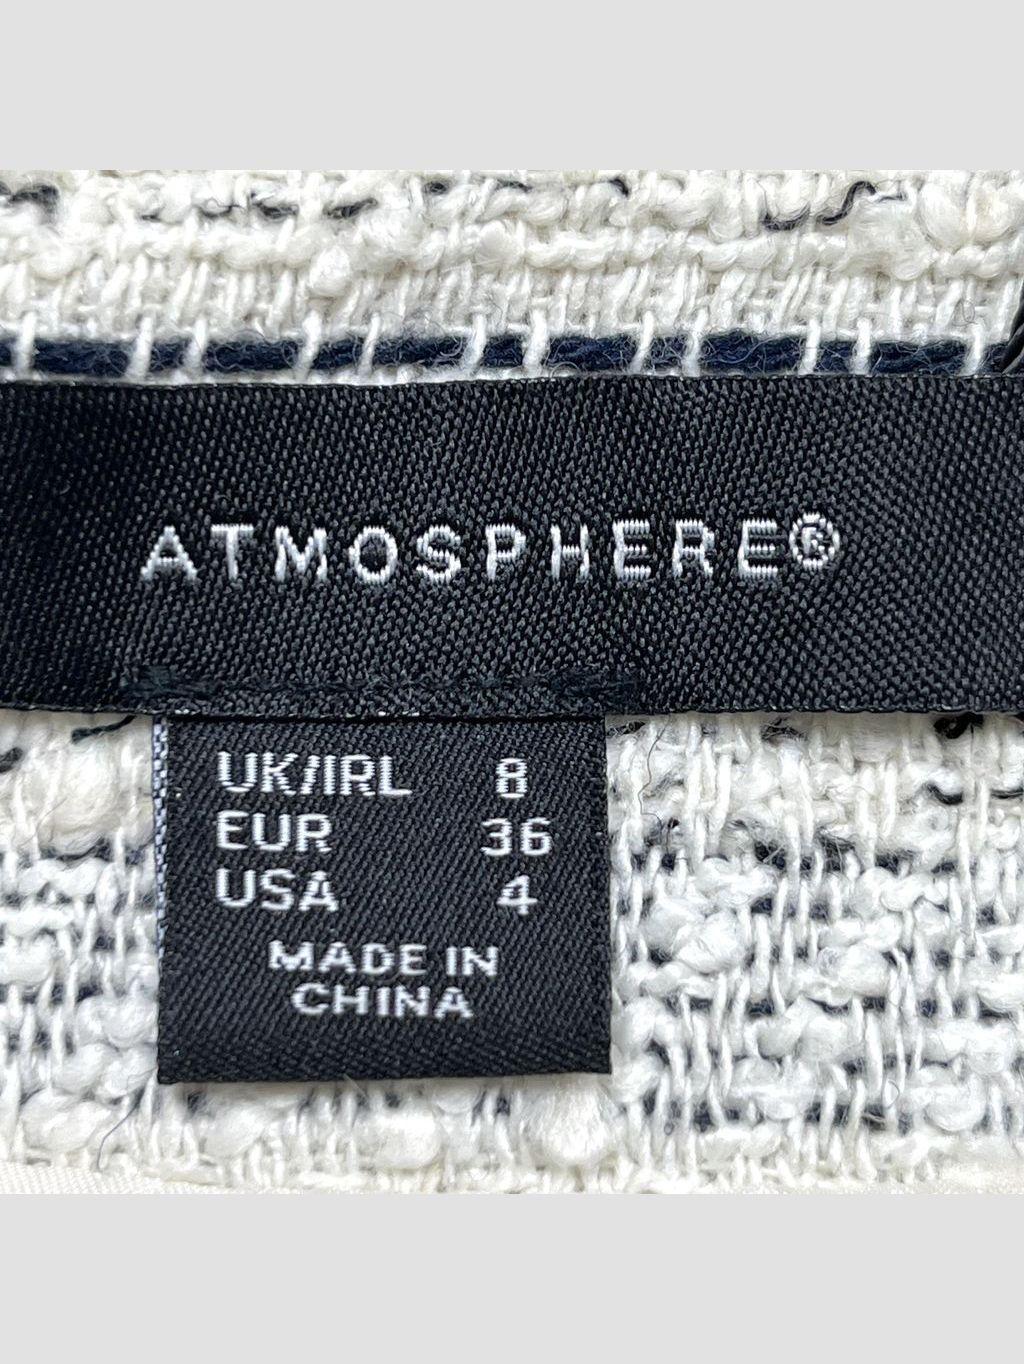 ATMOSPHERE®
UK/IRL 8
EUR 36
USA 4
MADE IN
CHINA